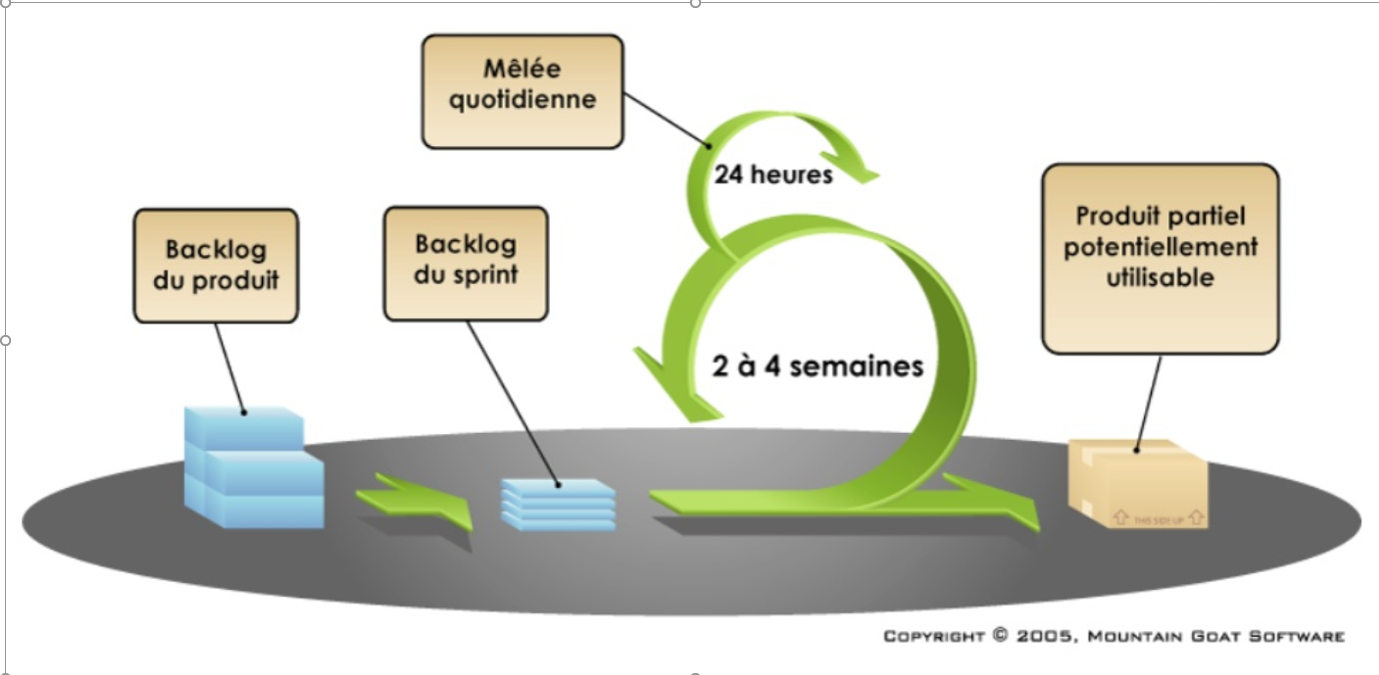 Mêlée
quotidienne
24 heures
Backlog
du produit
Backlog
du sprint
Produit partiel
potentiellement
utilisable
2 à 4 semaines
THIS SIDE UP
COPYRIGHT © 2005, MOUNTAIN GOAT SOFTWARE